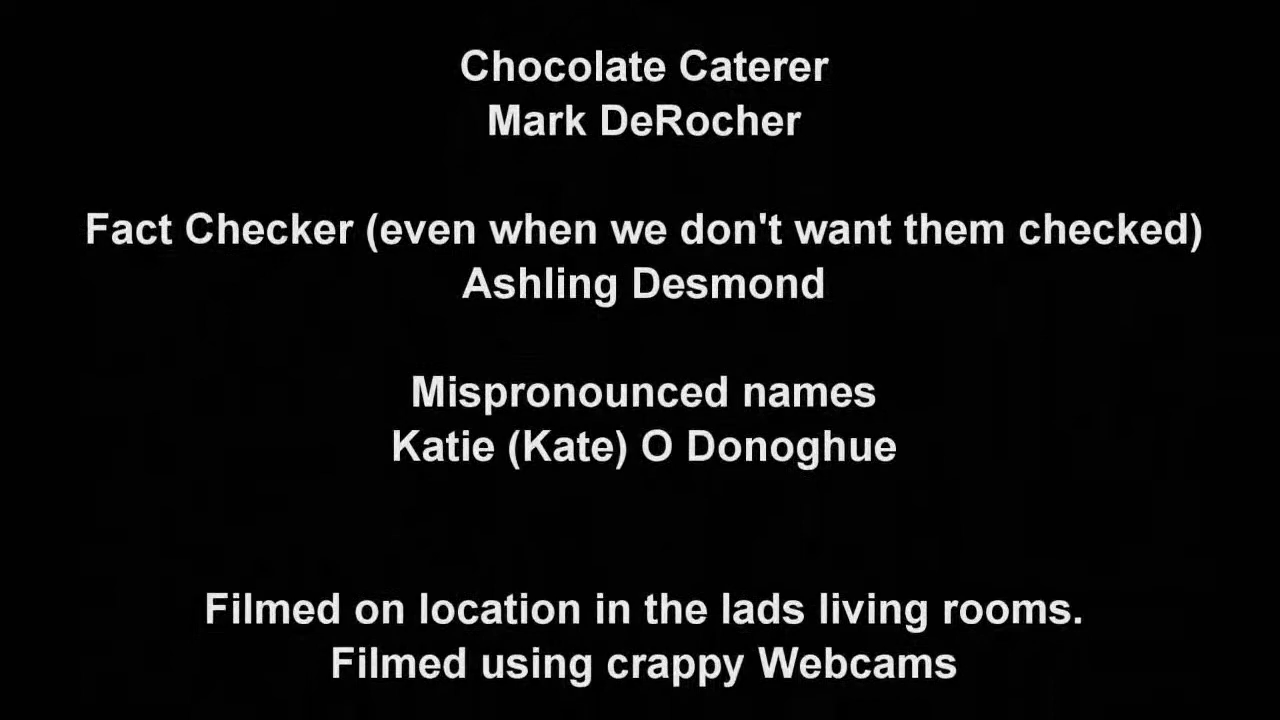 Chocolate Caterer
Mark DeRocher
Fact Checker (even when we don't want them checked)
Ashling Desmond
Mispronounced names
Katie (Kate) O Donoghue
Filmed on location in the lads living rooms.
Filmed using crappy Webcams